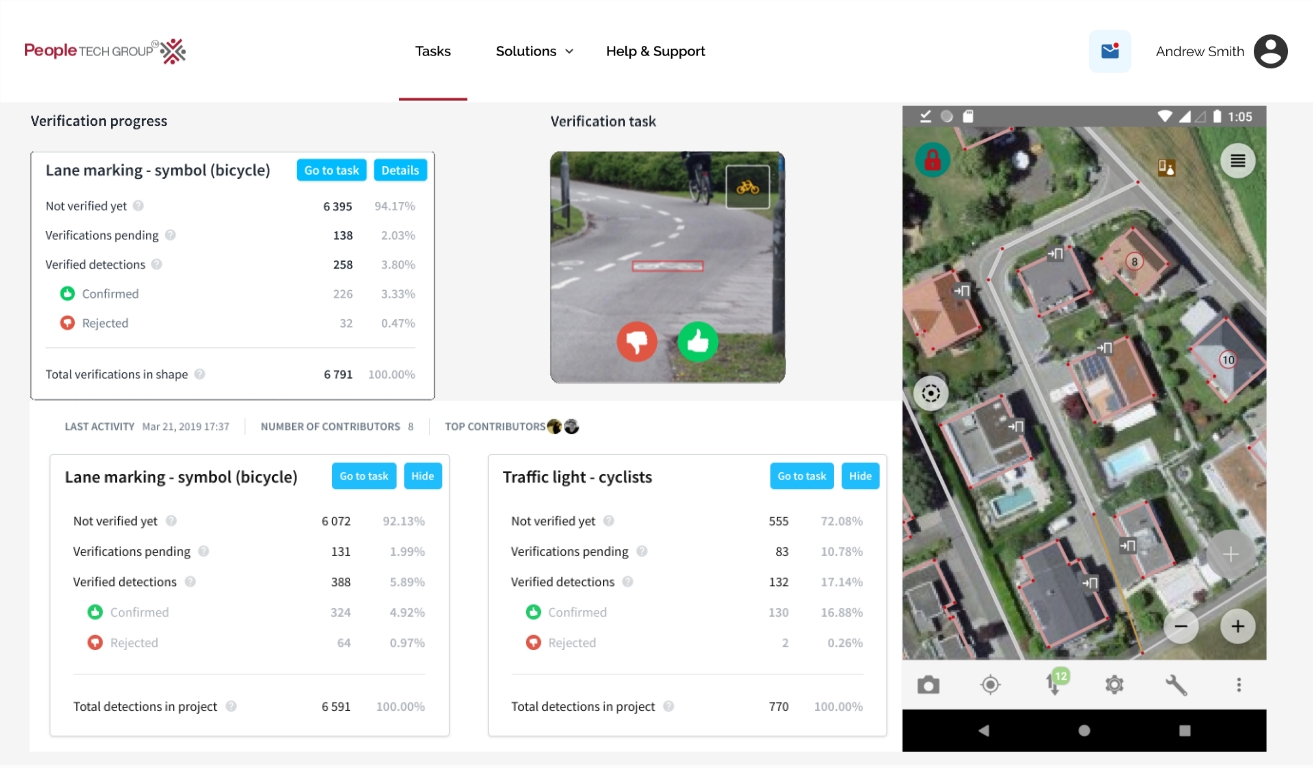 People TECH GROUP TM
Tasks
Solutions
Help & Support
Andrew Smith
Verification progress
Lane marking - symbol (bicycle)
Go to task
Details
Not verified yet ? 6 395 94.17%
Verifications pending ? 138 2.03%
Verified detections ? 258 3.80%
Confirmed 226 3.33%
Rejected 32 0.47%
Total verifications in shape ? 6 791 100.00%
Verification task
LAST ACTIVITY Mar 21, 2019 17:37
NUMBER OF CONTRIBUTORS 8
TOP CONTRIBUTORS
Lane marking - symbol (bicycle)
Go to task
Hide
Not verified yet ? 6 072 92.13%
Verifications pending ? 131 1.99%
Verified detections ? 388 5.89%
Confirmed 324 4.92%
Rejected 64 0.97%
Total detections in project ? 6 591 100.00%
Traffic light - cyclists
Go to task
Hide
Not verified yet ? 555 72.08%
Verifications pending ? 83 10.78%
Verified detections ? 132 17.14%
Confirmed 130 16.88%
Rejected 2 0.26%
Total detections in project ? 770 100.00%
1:05
8
10
12